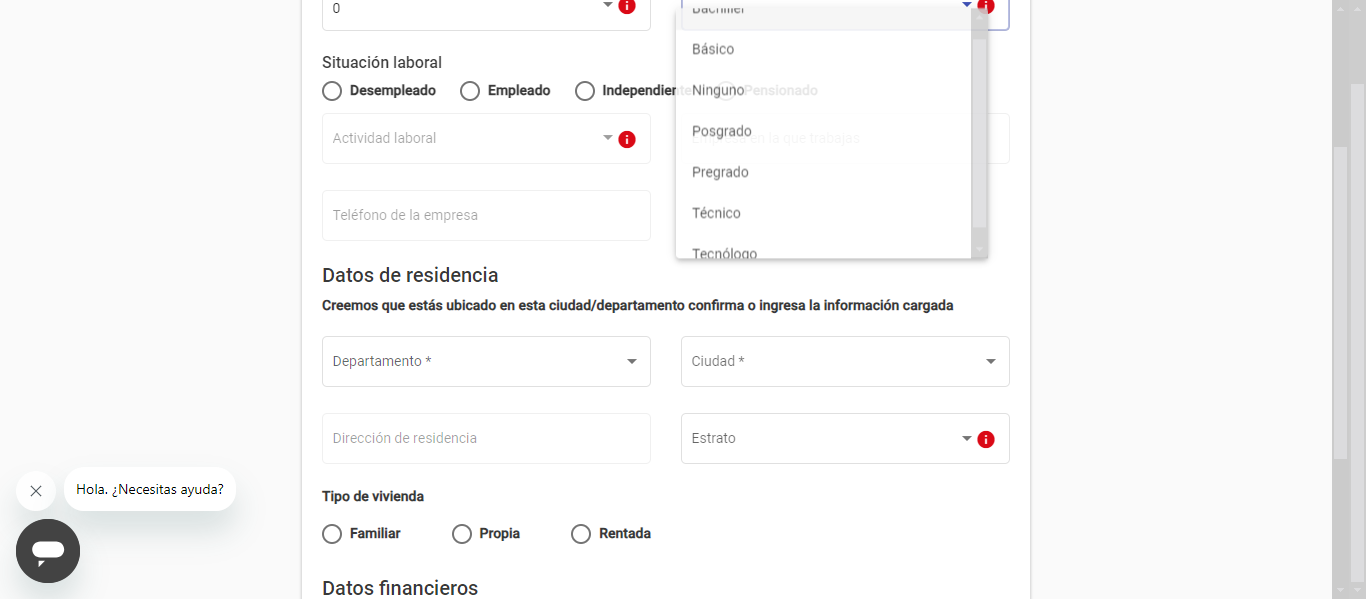 0
Bachiller
Básico
Situación laboral
Desempleado Empleado Independiente Pensionado
Ninguno
Posgrado
Actividad laboral
Empresa en la que trabajas
Pregrado
Técnico
Teléfono de la empresa
Tecnólogo
Datos de residencia
Creemos que estás ubicado en esta ciudad/departamento confirma o ingresa la información cargada
Departamento *
Ciudad *
Dirección de residencia
Estrato
Hola. ¿Necesitas ayuda?
Tipo de vivienda
Familiar Propia Rentada
Datos financieros